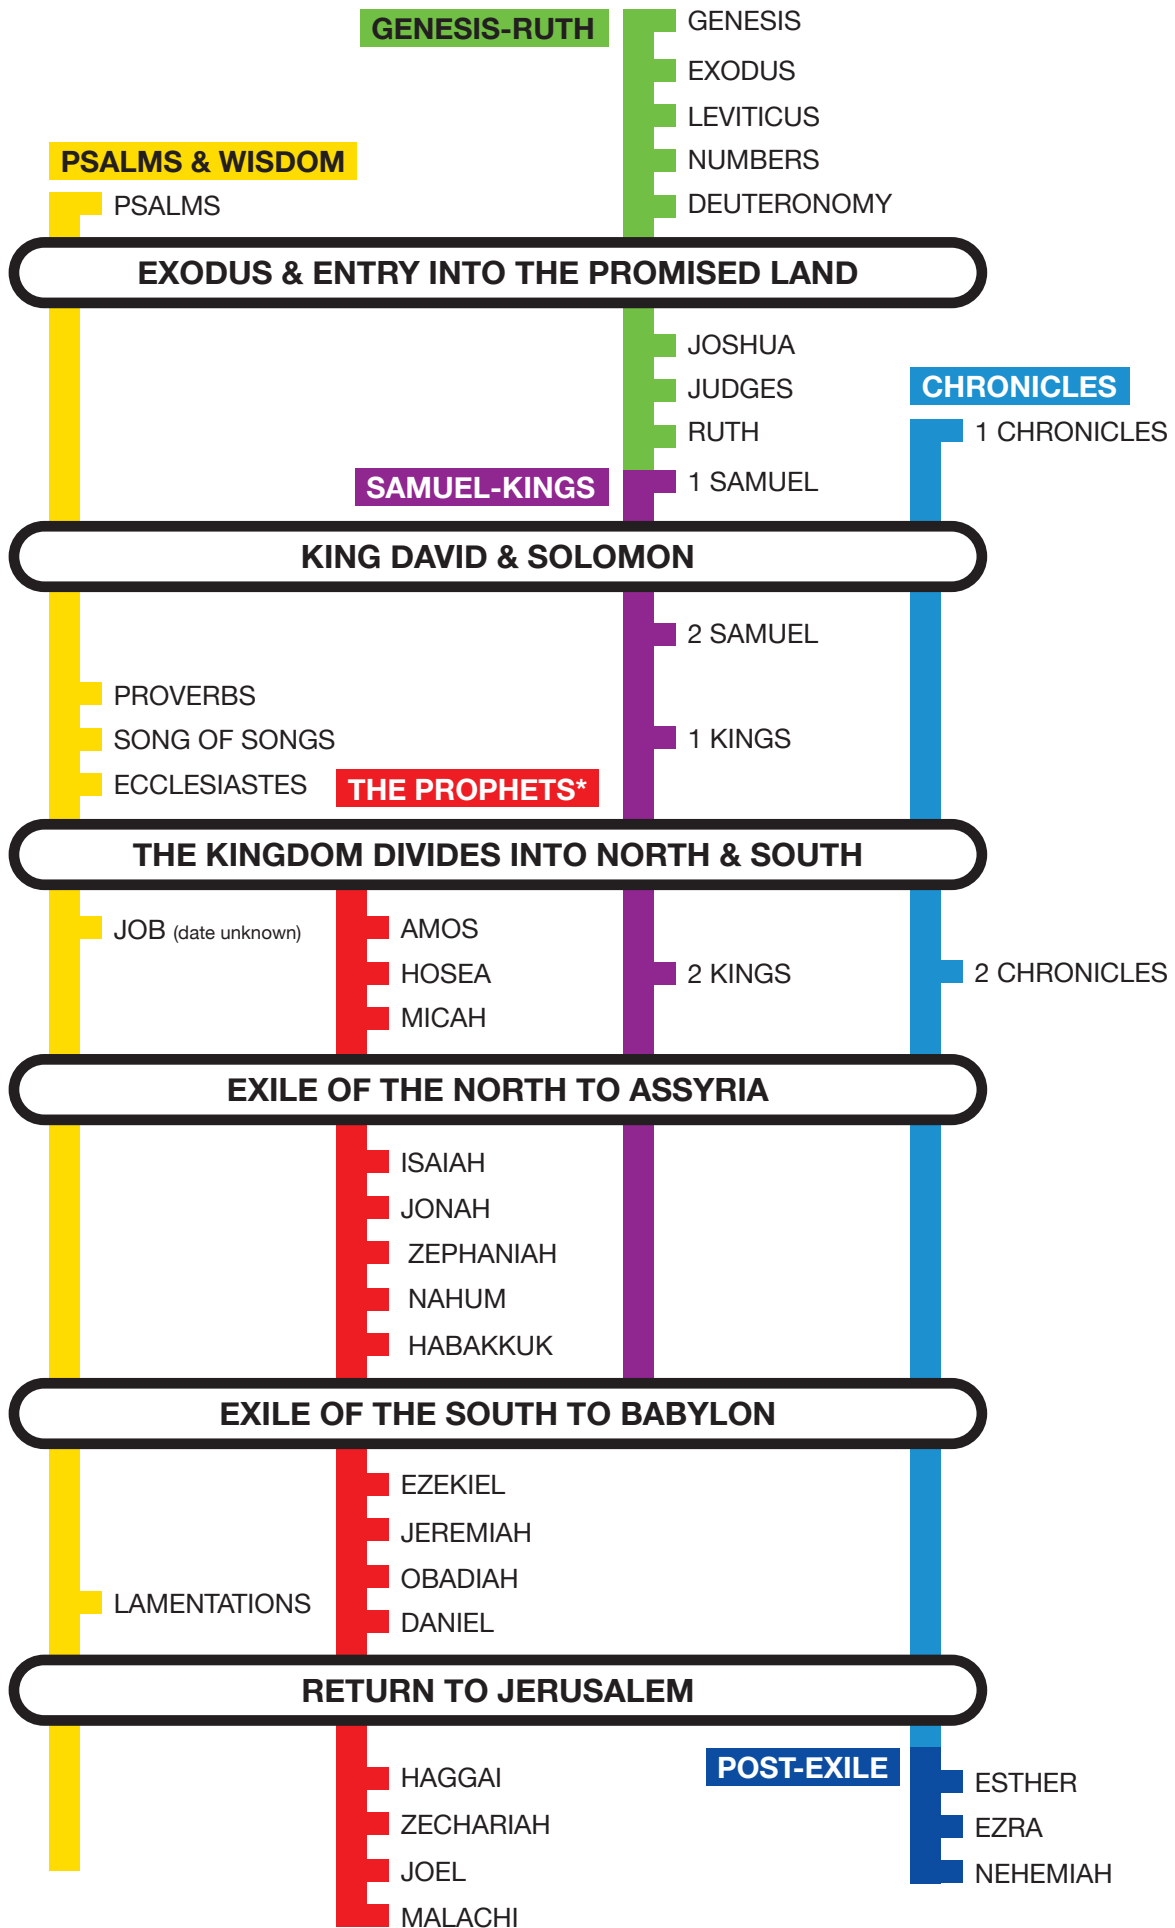 GENESIS-RUTH
GENESIS
EXODUS
LEVITICUS
NUMBERS
DEUTERONOMY
PSALMS & WISDOM
PSALMS
EXODUS & ENTRY INTO THE PROMISED LAND
JOSHUA
JUDGES
RUTH
CHRONICLES
1 CHRONICLES
SAMUEL-KINGS
1 SAMUEL
KING DAVID & SOLOMON
2 SAMUEL
PROVERBS
SONG OF SONGS
ECCLESIASTES
1 KINGS
THE PROPHETS*
THE KINGDOM DIVIDES INTO NORTH & SOUTH
JOB (date unknown)
AMOS
HOSEA
MICAH
2 KINGS
2 CHRONICLES
EXILE OF THE NORTH TO ASSYRIA
ISAIAH
JONAH
ZEPHANIAH
NAHUM
HABAKKUK
EXILE OF THE SOUTH TO BABYLON
EZEKIEL
JEREMIAH
OBADIAH
DANIEL
LAMENTATIONS
RETURN TO JERUSALEM
HAGGAI
ZECHARIAH
JOEL
MALACHI
POST-EXILE
ESTHER
EZRA
NEHEMIAH